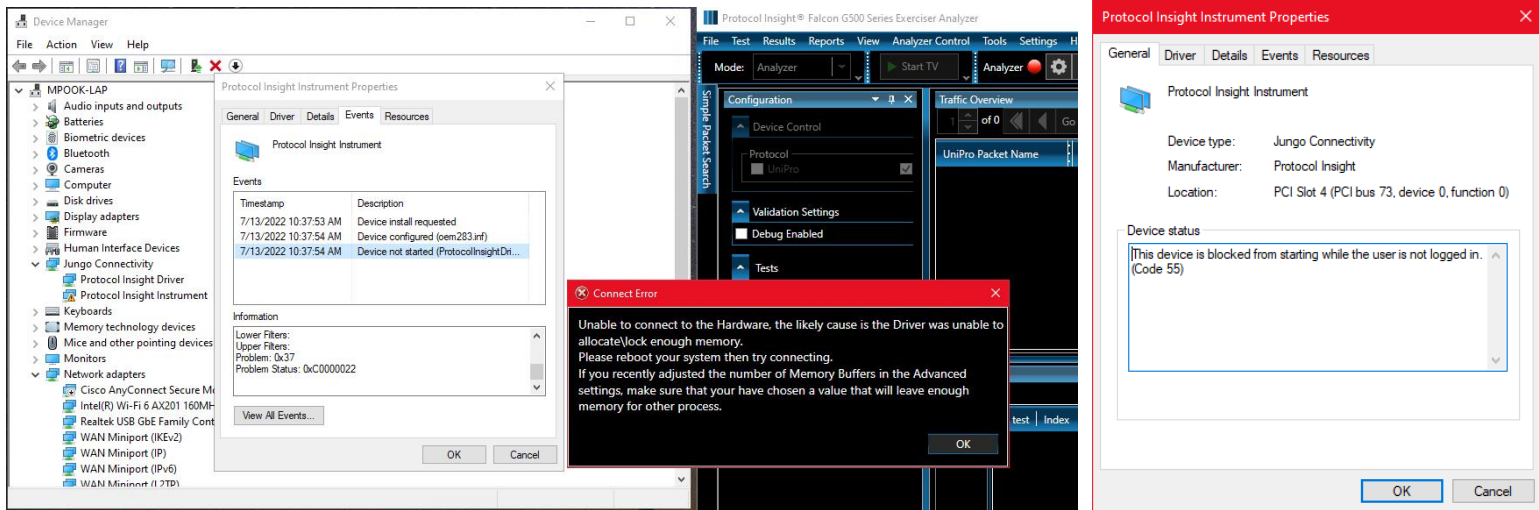 Device Manager
File Action View Help
MPOOK-LAP
Audio inputs and outputs
Batteries
Biometric devices
Bluetooth
Cameras
Computer
Disk drives
Display adapters
Firmware
Human Interface Devices
Jungo Connectivity
Protocol Insight Driver
Protocol Insight Instrument
Keyboards
Memory technology devices
Mice and other pointing devices
Monitors
Network adapters
Cisco AnyConnect Secure Mo
Intel(R) Wi-Fi 6 AX201 160MH
Realtek USB GbE Family Cont
WAN Miniport (IKEv2)
WAN Miniport (IP)
WAN Miniport (IPv6)
WAN Miniport (L2TP)
Protocol Insight Instrument Properties
General Driver Details Events Resources
Protocol Insight Instrument
Events
Timestamp Description
7/13/2022 10:37:53 AM Device install requested
7/13/2022 10:37:54 AM Device configured (oem283.inf)
7/13/2022 10:37:54 AM Device not started (ProtocolInsightDri...
Information
Lower Filters:
Upper Filters:
Problem: 0x37
Problem Status: 0xC0000022
View All Events...
OK Cancel
Protocol Insight® Falcon G500 Series Exerciser Analyzer
File Test Results Reports View Analyzer Control Tools Settings H
Mode: Analyzer Start TV Analyzer
Simple Packet Search
Configuration
Device Control
Protocol
UniPro
Validation Settings
Debug Enabled
Tests
Traffic Overview
1 of 0 Go
UniPro Packet Name
test Index
Connect Error
Unable to connect to the Hardware, the likely cause is the Driver was unable to
allocate\lock enough memory.
Please reboot your system then try connecting.
If you recently adjusted the number of Memory Buffers in the Advanced
settings, make sure that your have chosen a value that will leave enough
memory for other process.
OK
Protocol Insight Instrument Properties
General Driver Details Events Resources
Protocol Insight Instrument
Device type: Jungo Connectivity
Manufacturer: Protocol Insight
Location: PCI Slot 4 (PCI bus 73, device 0, function 0)
Device status
This device is blocked from starting while the user is not logged in.
(Code 55)
OK Cancel